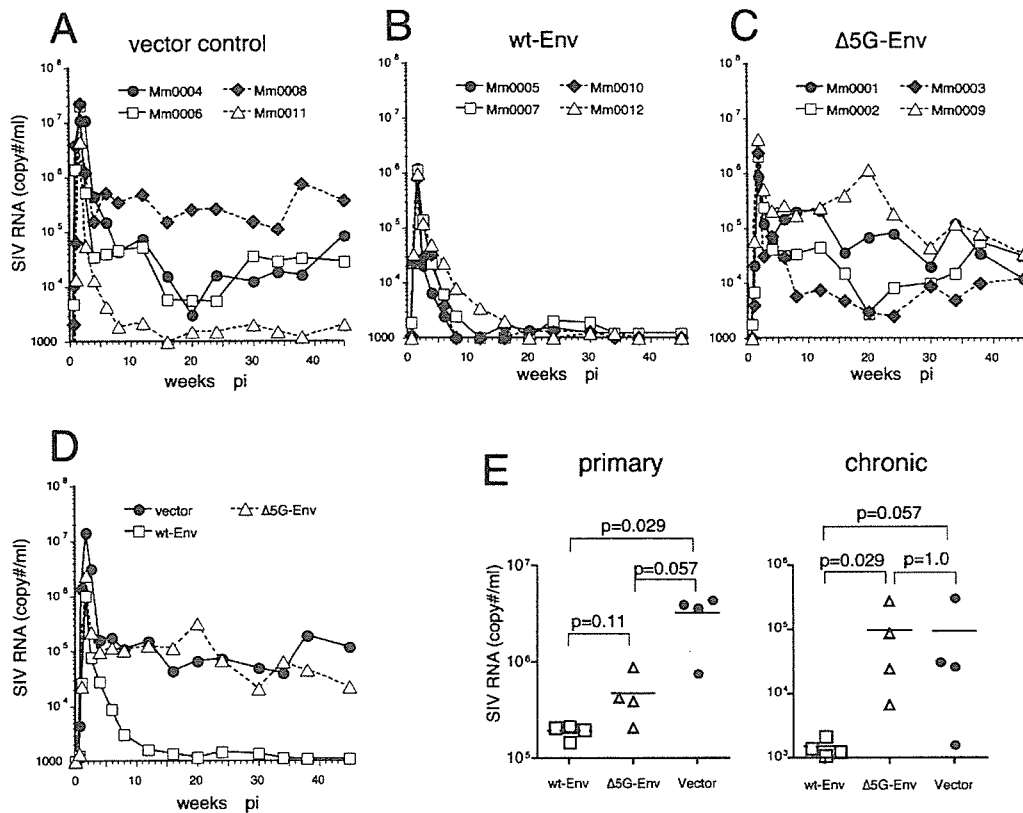 A
vector control
10⁸
10⁷
10⁶
10⁵
10⁴
1000
SIV RNA (copy#/ml)
Mm0004
Mm0008
Mm0006
Mm0011
0
10
20
30
40
weeks pi
B
wt-Env
10⁸
10⁷
10⁶
10⁵
10⁴
1000
Mm0005
Mm0010
Mm0007
Mm0012
0
10
20
30
40
weeks pi
C
Δ5G-Env
10⁸
10⁷
10⁶
10⁵
10⁴
1000
Mm0001
Mm0003
Mm0002
Mm0009
0
10
20
30
40
weeks pi
D
10⁸
10⁷
10⁶
10⁵
10⁴
1000
SIV RNA (copy#/ml)
vector
Δ5G-Env
wt-Env
0
10
20
30
40
weeks pi
E
primary
p=0.029
p=0.057
p=0.11
10⁷
10⁶
10⁵
SIV RNA (copy#/ml)
wt-Env
Δ5G-Env
Vector
chronic
p=0.057
p=0.029
p=1.0
10⁶
10⁵
10⁴
10³
wt-Env
Δ5G-Env
Vector